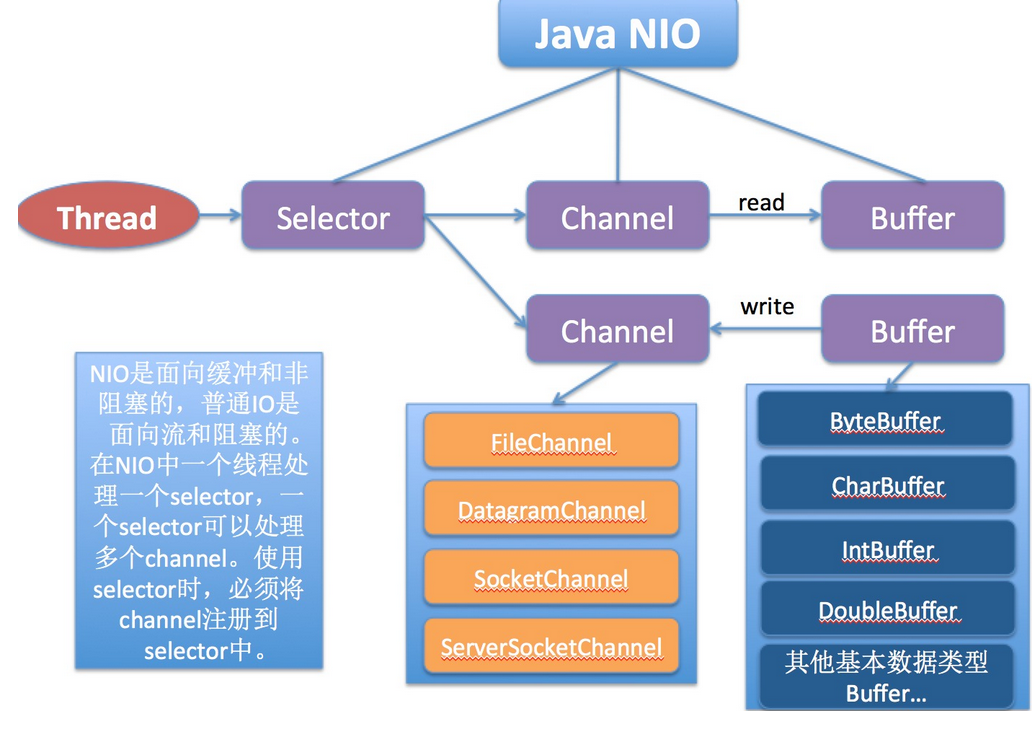 Java NIO
Thread
Selector
Channel
read
Buffer
Channel
write
Buffer
NIO是面向缓冲和非
阻塞的，普通IO是
面向流和阻塞的。
在NIO中一个线程处
理一个selector，一
个selector可以处理
多个channel。使用
selector时，必须将
channel注册到
selector中。
FileChannel
DatagramChannel
SocketChannel
ServerSocketChannel
ByteBuffer
CharBuffer
IntBuffer
DoubleBuffer
其他基本数据类型
Buffer...